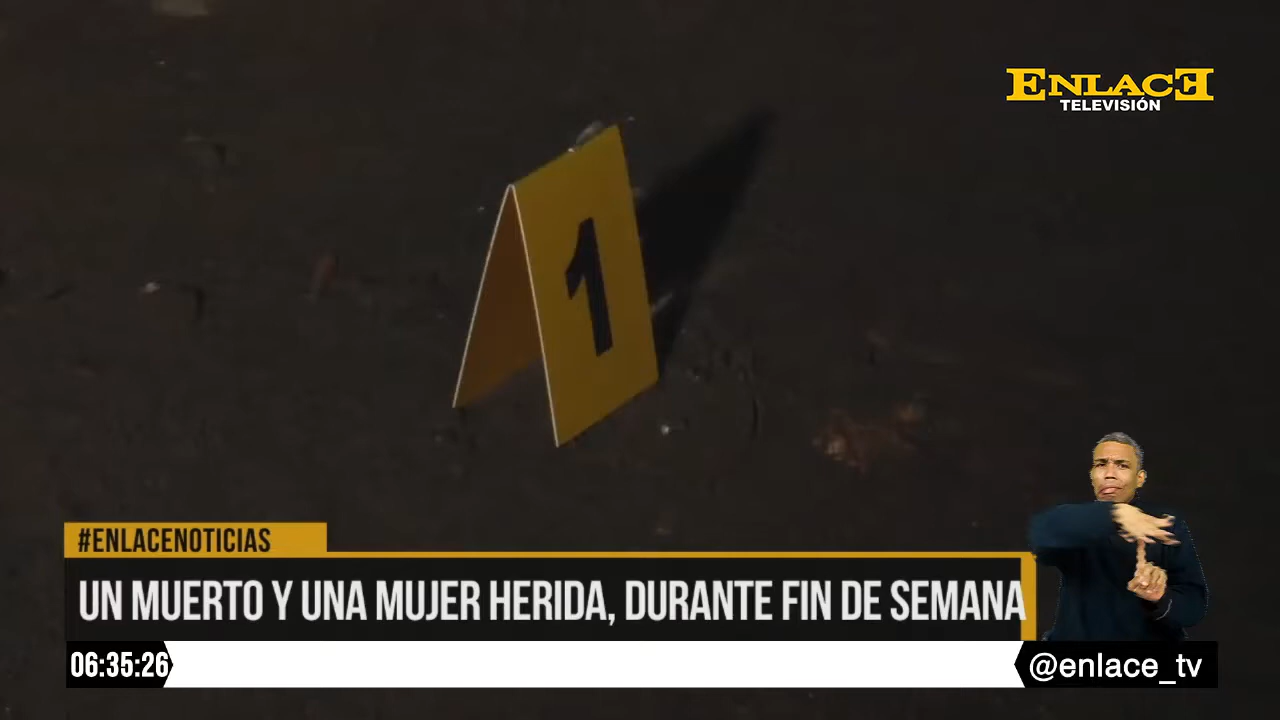 ENLACE
TELEVISIÓN
1
#ENLACENOTICIAS
UN MUERTO Y UNA MUJER HERIDA, DURANTE FIN DE SEMANA
06:35:26
@enlace_tv